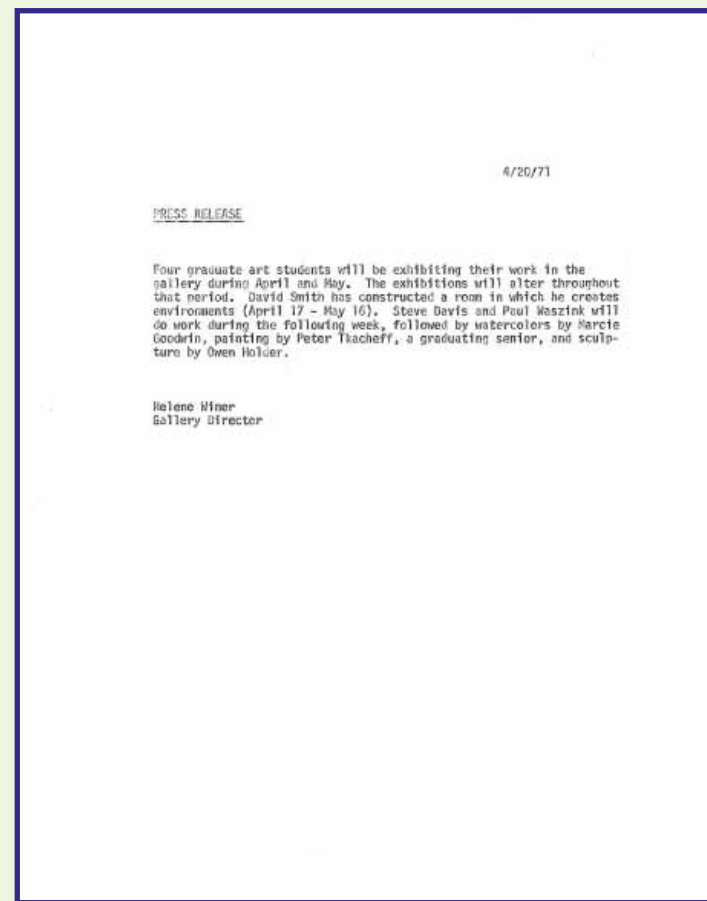 4/20/71
PRESS RELEASE
Four graduate art students will be exhibiting their work in the
gallery during April and May. The exhibitions will alter throughout
that period. David Smith has constructed a room in which he creates
environments (April 17 - May 16). Steve Davis and Paul Waszink will
do work during the following week, followed by watercolors by Marcie
Goodwin, painting by Peter Tkacheff, a graduating senior, and sculp-
ture by Owen Holder.
Helene Winer
Gallery Director